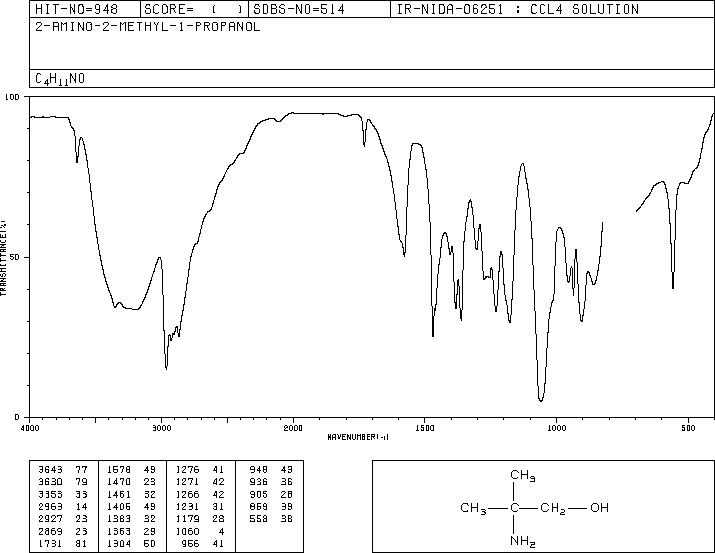 HIT-NO=948 SCORE= ( ) SDBS-NO=514 IR-NIDA-06251 : CCL4 SOLUTION
2-AMINO-2-METHYL-1-PROPANOL
C4H11NO
100
50
0
TRANSMITTANCE(%)
4000 3000 2000 1500 1000 500
WAVENUMBER(-1)
3643 77 1578 49 1276 41 948 43
3630 79 1470 23 1271 42 936 36
3353 33 1461 32 1266 42 905 28
2963 14 1406 49 1231 31 859 39
2927 23 1383 32 1179 28 558 38
2869 23 1363 29 1060 4
1731 81 1304 50 956 41
CH3
CH3 C CH2 OH
NH2